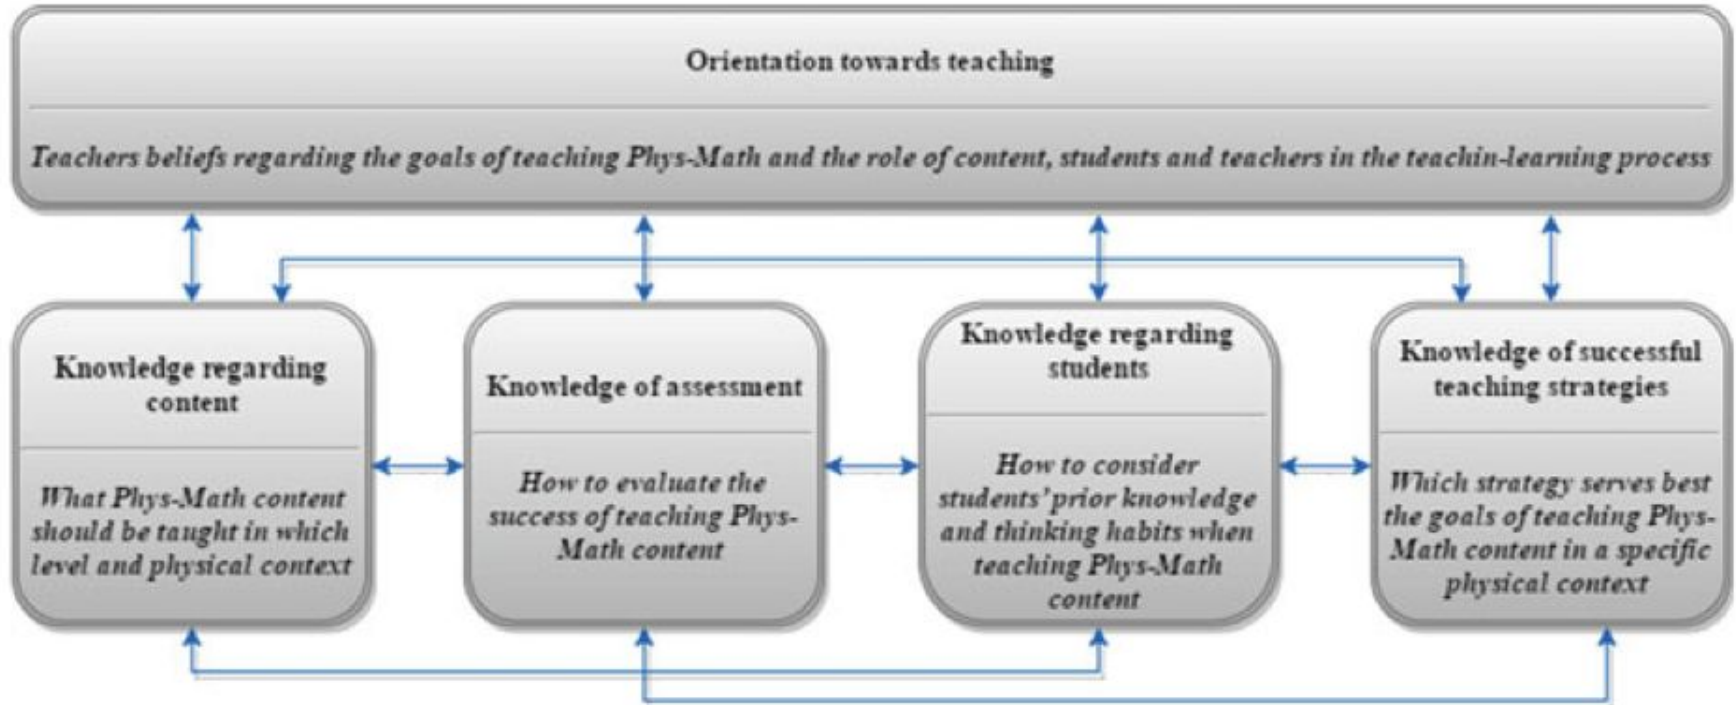 Orientation towards teaching
Teachers beliefs regarding the goals of teaching Phys-Math and the role of content, students and teachers in the teachin-learning process
Knowledge regarding
content
What Phys-Math content
should be taught in which
level and physical context
Knowledge of assessment
How to evaluate the
success of teaching Phys-
Math content
Knowledge regarding
students
How to consider
students' prior knowledge
and thinking habits when
teaching Phys-Math
content
Knowledge of successful
teaching strategies
Which strategy serves best
the goals of teaching Phys-
Math content in a specific
physical context